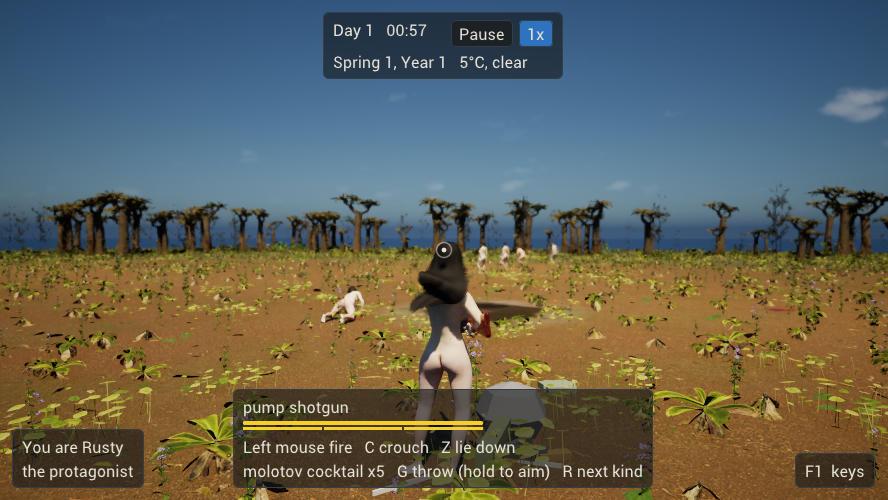 Day 1 00:57 Pause 1x
Spring 1, Year 1 5°C, clear
pump shotgun
Left mouse fire C crouch Z lie down
molotov cocktail x5 G throw (hold to aim) R next kind
You are Rusty
the protagonist
F1 keys